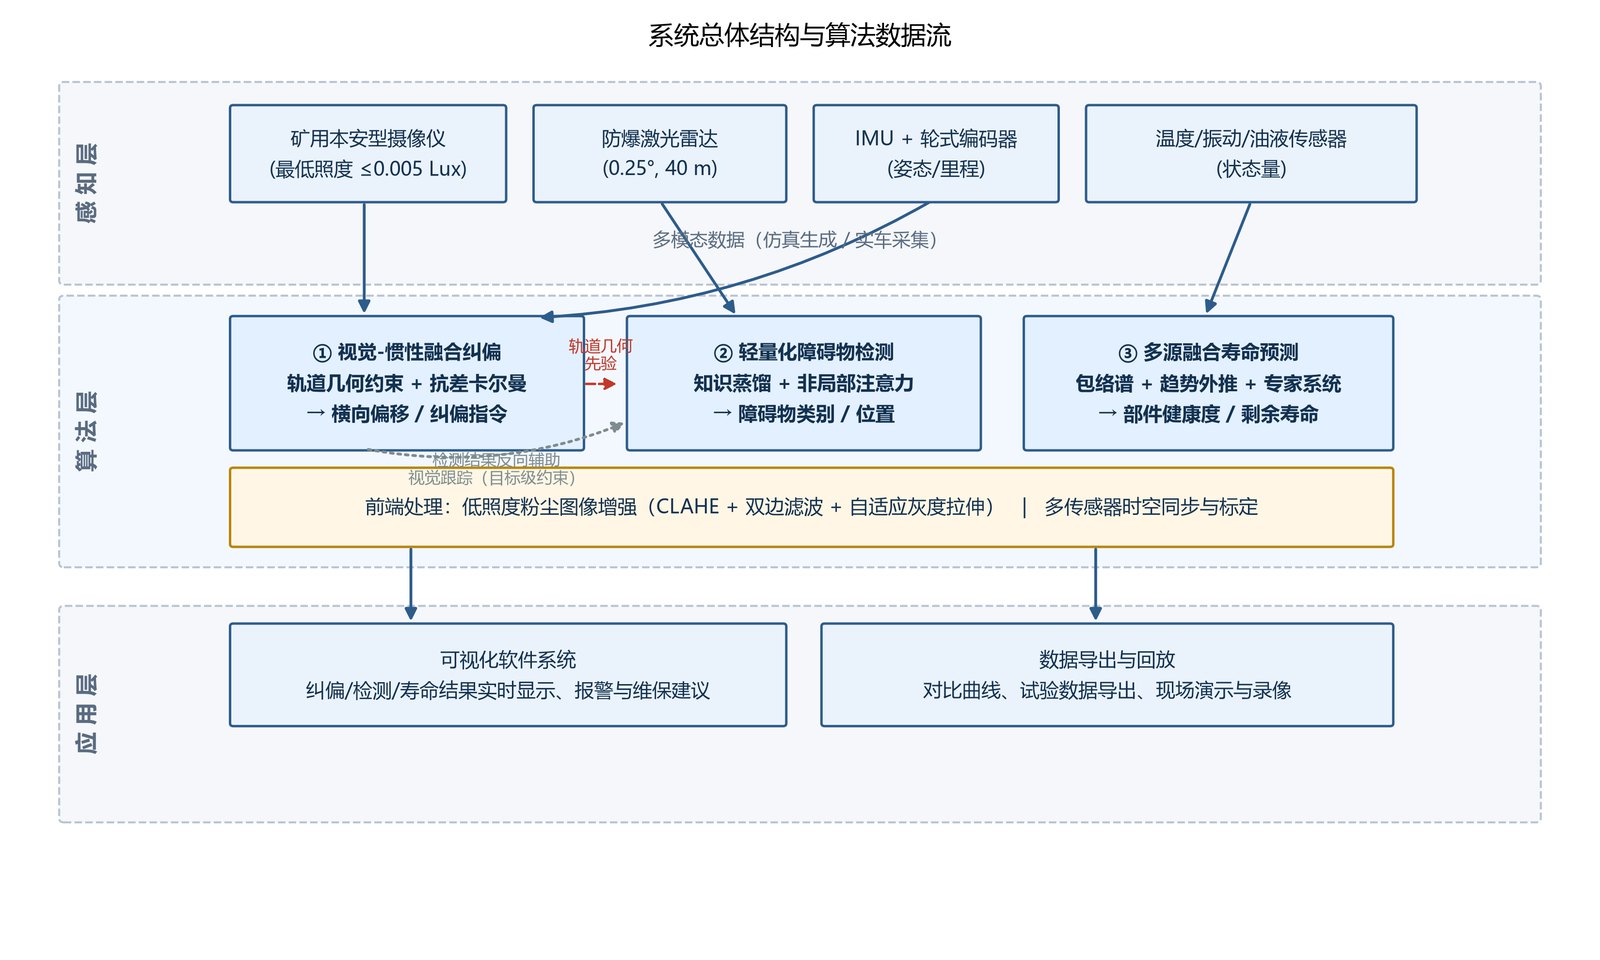 系统总体结构与算法数据流
感知层
矿用本安型摄像仪
(最低照度 ≤0.005 Lux)
防爆激光雷达
(0.25°, 40 m)
IMU + 轮式编码器
(姿态/里程)
温度/振动/油液传感器
(状态量)
多模态数据（仿真生成 / 实车采集）
算法层
① 视觉-惯性融合纠偏
轨道几何约束 + 抗差卡尔曼
→ 横向偏移 / 纠偏指令
轨道几何
先验
② 轻量化障碍物检测
知识蒸馏 + 非局部注意力
→ 障碍物类别 / 位置
③ 多源融合寿命预测
包络谱 + 趋势外推 + 专家系统
→ 部件健康度 / 剩余寿命
检测结果反向辅助
视觉跟踪（目标级约束）
前端处理：低照度粉尘图像增强（CLAHE + 双边滤波 + 自适应灰度拉伸） | 多传感器时空同步与标定
应用层
可视化软件系统
纠偏/检测/寿命结果实时显示、报警与维保建议
数据导出与回放
对比曲线、试验数据导出、现场演示与录像